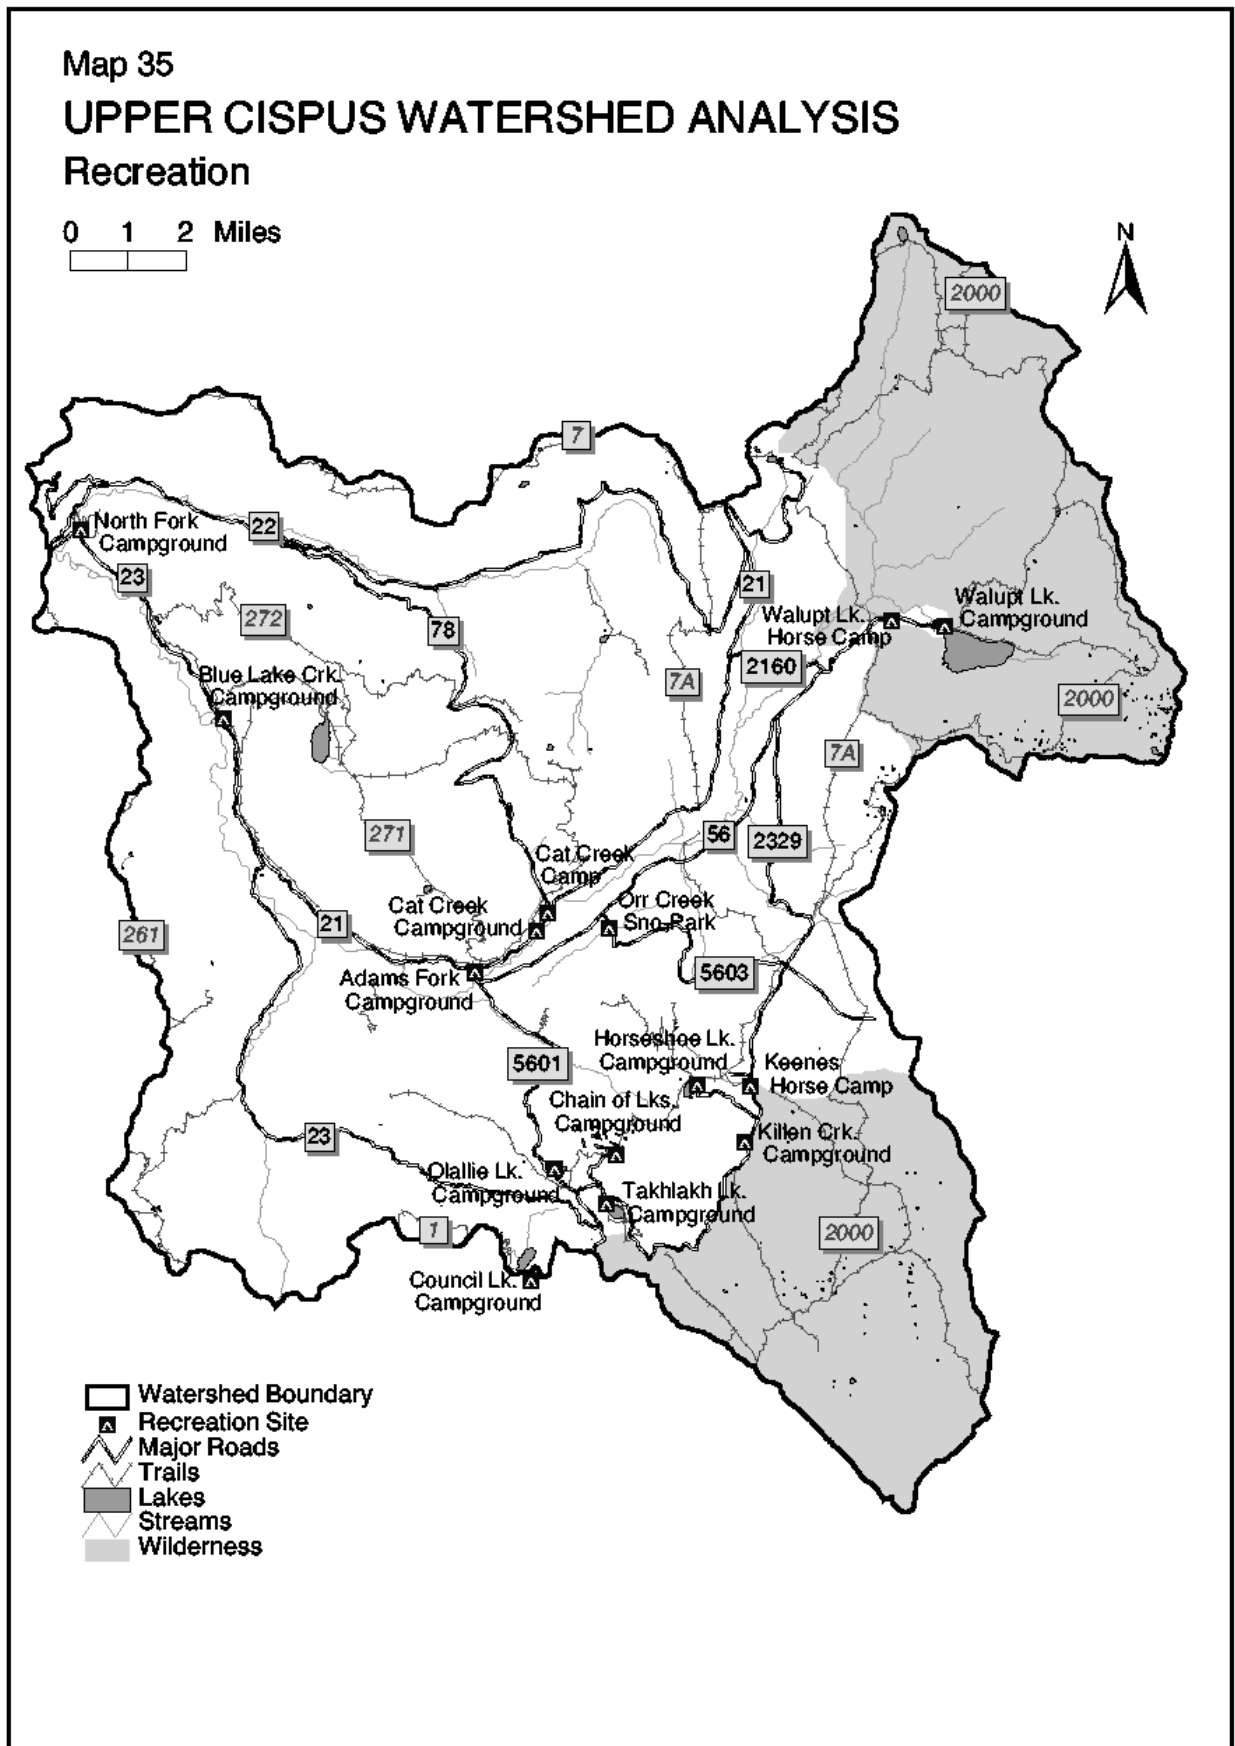 Map 35
UPPER CISPUS WATERSHED ANALYSIS
Recreation
0 1 2 Miles
N
2000
7
North Fork
Campground
22
23
21
272
78
Walupt Lk.
Horse Camp
Walupt Lk.
Campground
2160
7A
2000
Blue Lake Crk.
Campground
7A
271
56
2329
Cat Creek
Camp
Cat Creek
Campground
Orr Creek
Sno-Park
261
21
5603
Adams Fork
Campground
5601
Horseshoe Lk.
Campground
Keenes
Horse Camp
Chain of Lks.
Campground
23
Killen Crk.
Campground
Olallie Lk.
Campground
Takhlakh Lk.
Campground
1
2000
Council Lk.
Campground
Watershed Boundary
Recreation Site
Major Roads
Trails
Lakes
Streams
Wilderness